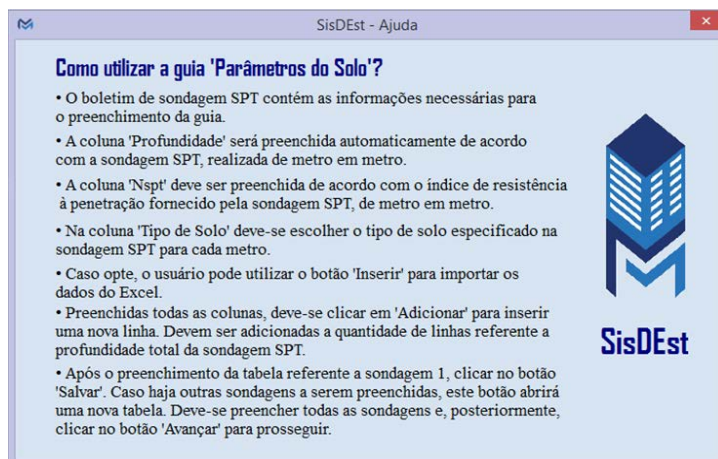 SisDEst - Ajuda
Como utilizar a guia 'Parâmetros do Solo'?
• O boletim de sondagem SPT contém as informações necessárias para
o preenchimento da guia.
• A coluna 'Profundidade' será preenchida automaticamente de acordo
com a sondagem SPT, realizada de metro em metro.
• A coluna 'Nspt' deve ser preenchida de acordo com o índice de resistência
à penetração fornecido pela sondagem SPT, de metro em metro.
• Na coluna 'Tipo de Solo' deve-se escolher o tipo de solo especificado na
sondagem SPT para cada metro.
• Caso opte, o usuário pode utilizar o botão 'Inserir' para importar os
dados do Excel.
• Preenchidas todas as colunas, deve-se clicar em 'Adicionar' para inserir
uma nova linha. Devem ser adicionadas a quantidade de linhas referente a
profundidade total da sondagem SPT.
• Após o preenchimento da tabela referente a sondagem 1, clicar no botão
'Salvar'. Caso haja outras sondagens a serem preenchidas, este botão abrirá
uma nova tabela. Deve-se preencher todas as sondagens e, posteriormente,
clicar no botão 'Avançar' para prosseguir.
SisDEst